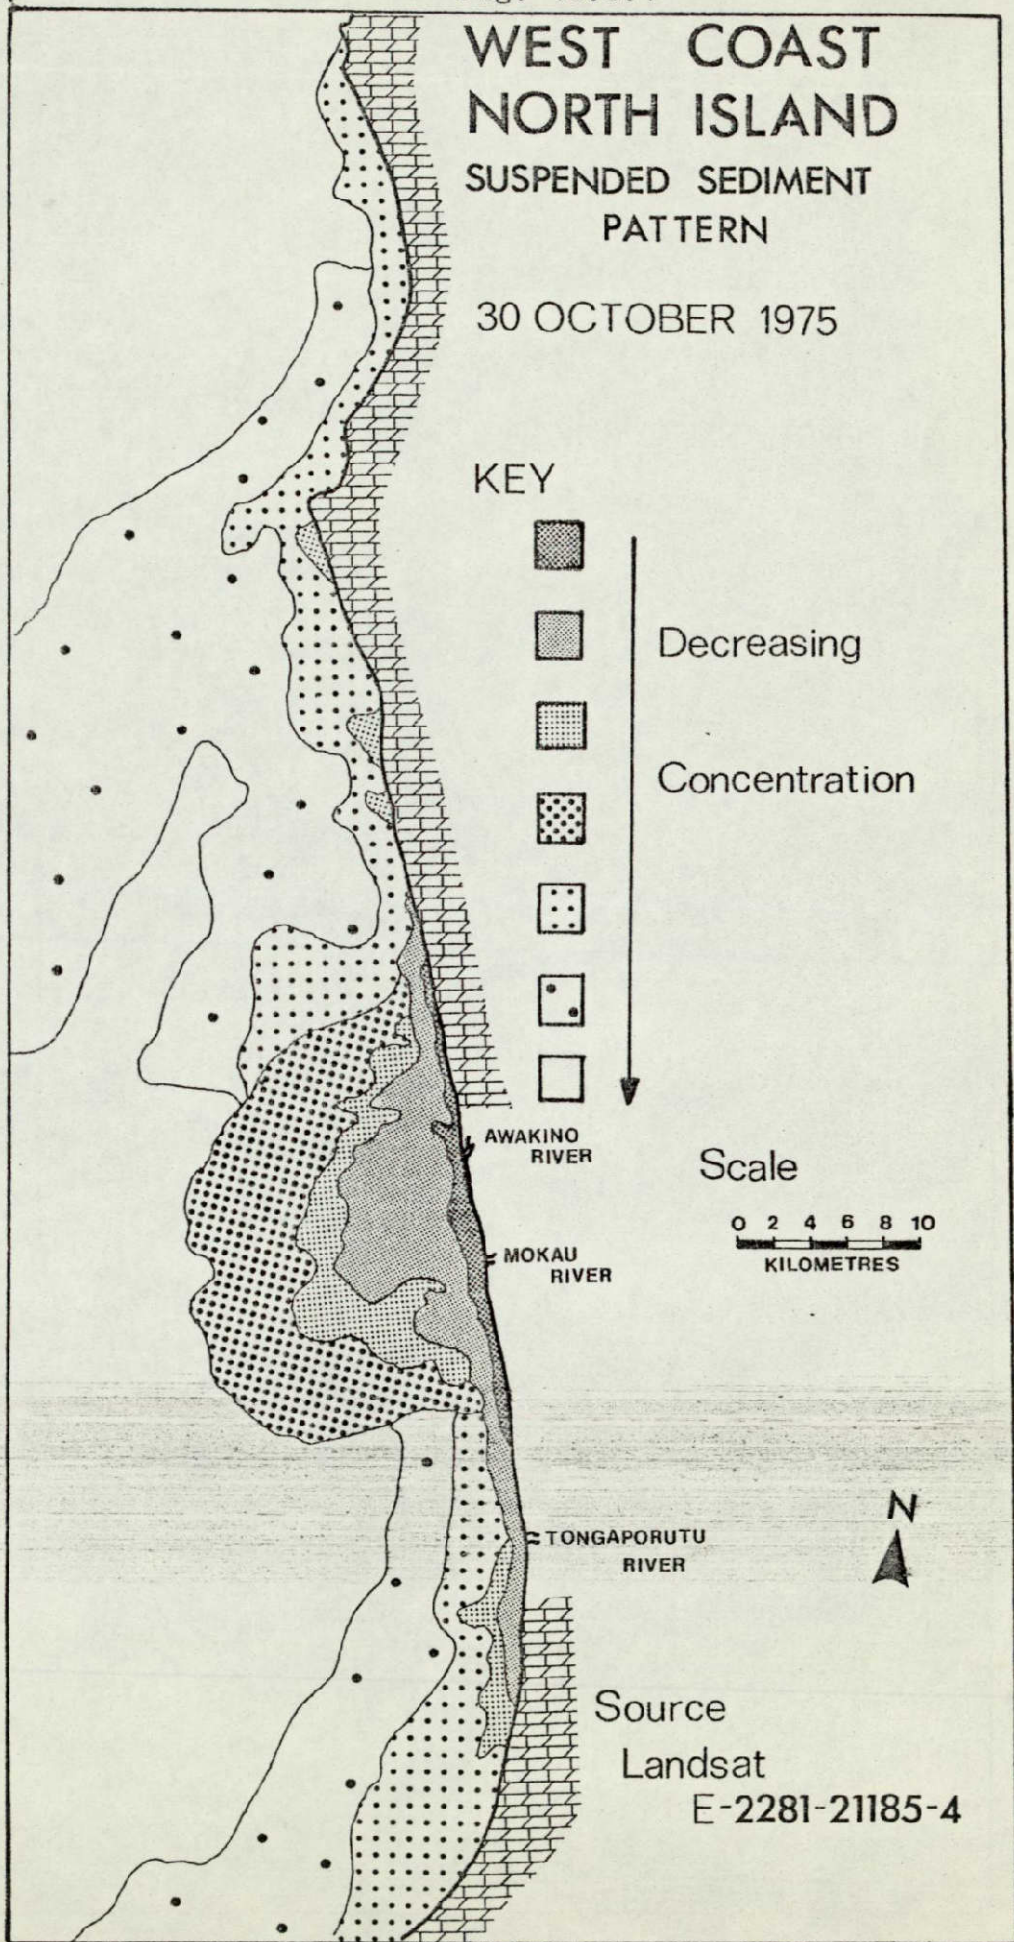 WEST COAST
NORTH ISLAND
SUSPENDED SEDIMENT
PATTERN
30 OCTOBER 1975
KEY
Decreasing
Concentration
AWAKINO
RIVER
Scale
0 2 4 6 8 10
KILOMETRES
MOKAU
RIVER
N
TONGAPORUTU
RIVER
Source
Landsat
E-2281-21185-4